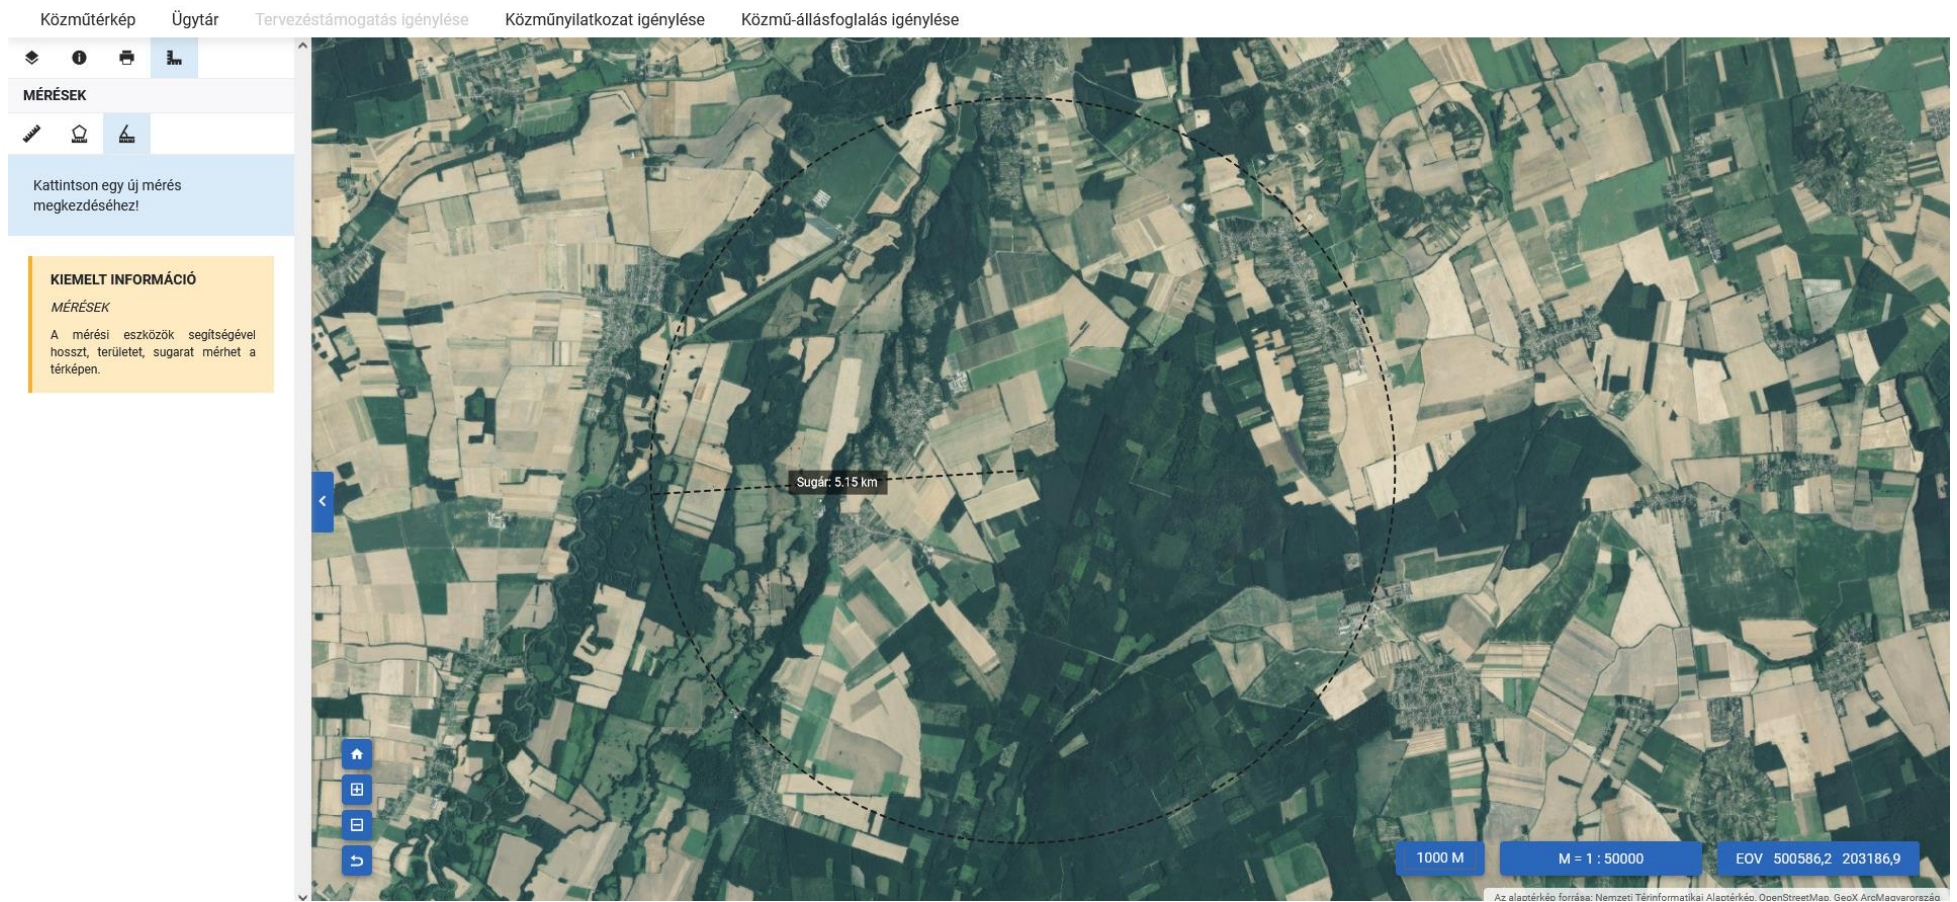 Közműtérkép Ügytár Tervezéstámogatás igénylése Közműnyilatkozat igénylése Közmű-állásfoglalás igénylése
MÉRÉSEK
Kattintson egy új mérés
megkezdéséhez!
KIEMELT INFORMÁCIÓ
MÉRÉSEK
A mérési eszközök segítségével
hosszt, területet, sugarat mérhet a
térképen.
Sugár: 5.15 km
1000 M
M = 1 : 50000
EOV 500586,2 203186,9
Az alaptérkép forrása: Nemzeti Térinformatikai Alaptérkép, OpenStreetMap, GeoX ArcMagyarország